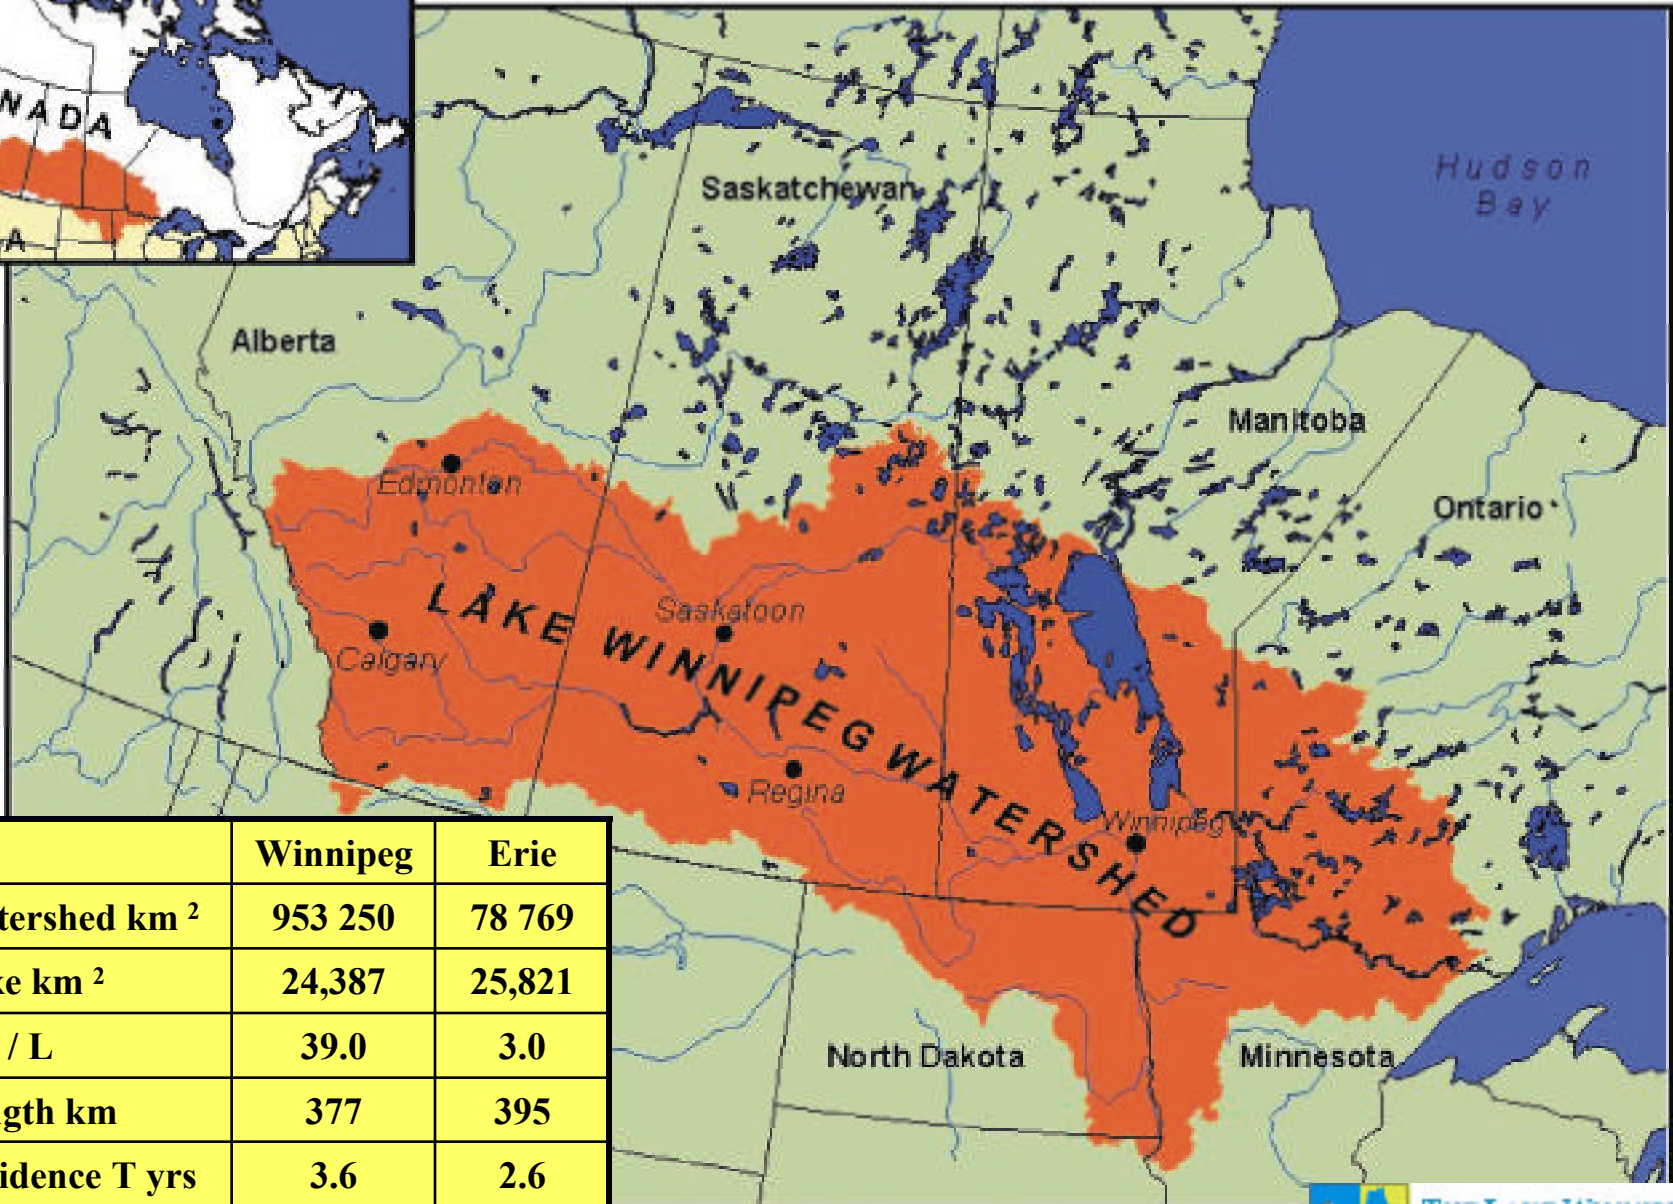 NADA
A
Hudson
Bay
Saskatchewan
Alberta
Manitoba
Ontario
Edmonton
Saskatoon
Calgary
Regina
Winnipeg
LAKE WINNIPEG WATERSHED
North Dakota
Minnesota
Winnipeg Erie
tershed km 2 953 250 78 769
ke km 2 24,387 25,821
/ L 39.0 3.0
gth km 377 395
idence T yrs 3.6 2.6